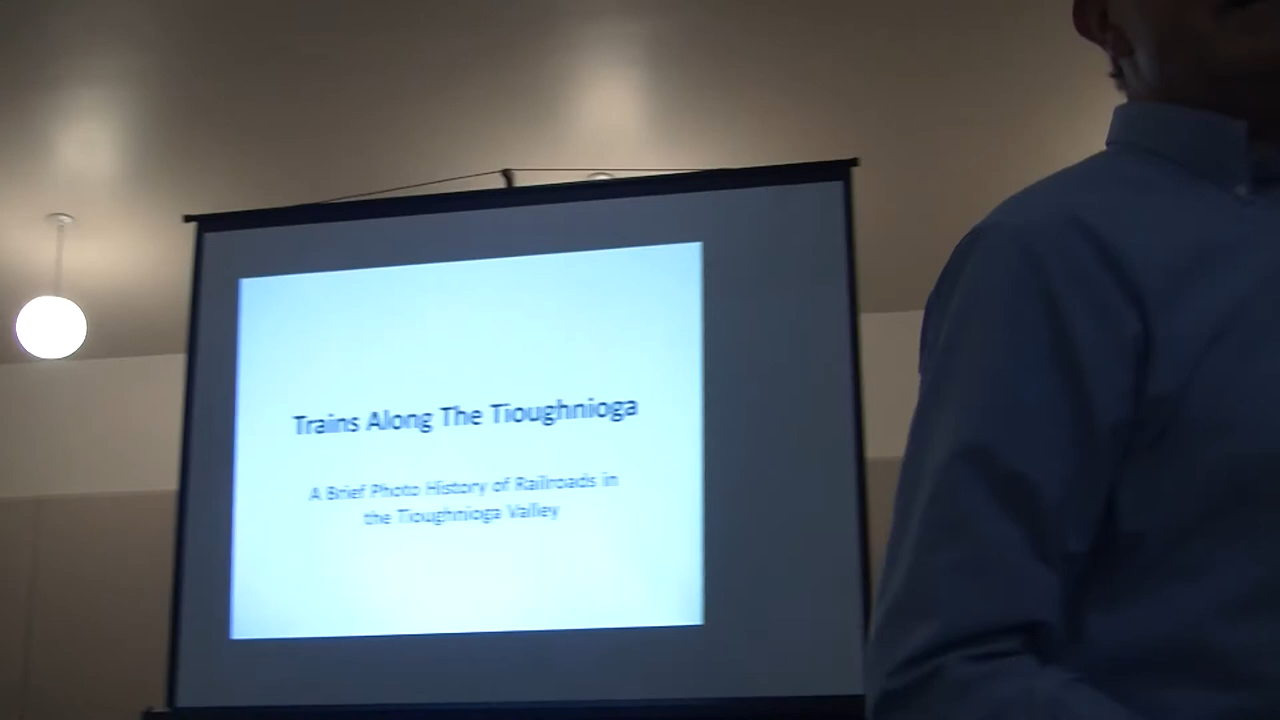 Trains Along The Tioughnioga
A Brief Photo History of Railroads in
the Tioughnioga Valley